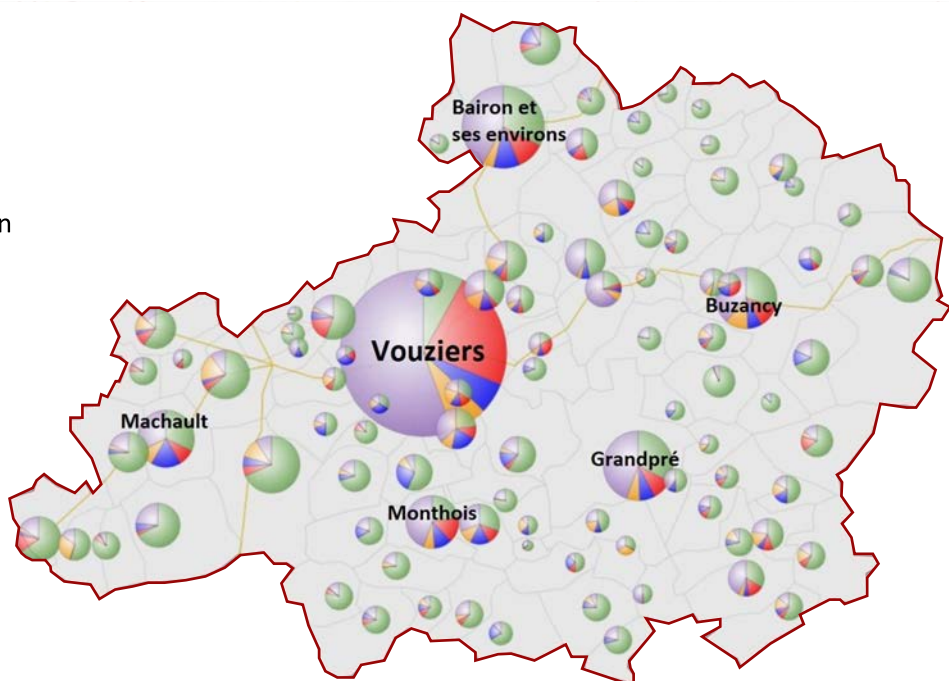 Bairon et
ses environs
n
Buzancy
Vouziers
Machault
Grandpré
Monthois